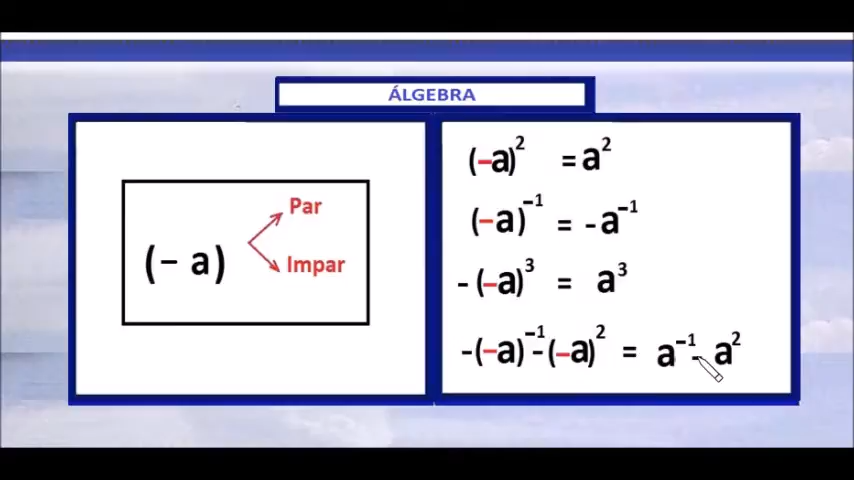 ÁLGEBRA
Par
(- a)
Impar
(-a)² = a²
(-a)⁻¹ = -a⁻¹
-(-a)³ = a³
-(-a)⁻¹-(-a)² = a⁻¹- a²